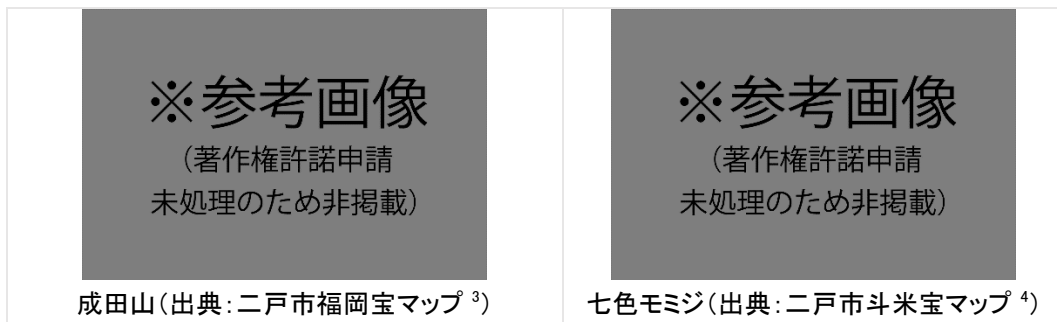 ※参考画像
(著作権許諾申請
未処理のため非掲載)
成田山(出典:二戸市福岡宝マップ 3)
※参考画像
(著作権許諾申請
未処理のため非掲載)
七色モミジ(出典:二戸市斗米宝マップ 4)